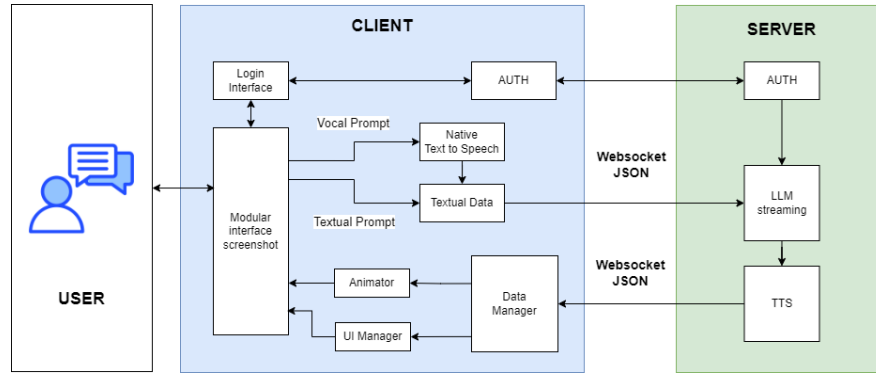 CLIENT
SERVER
Login
Interface
AUTH
AUTH
Vocal Prompt
Native
Text to Speech
Websocket
JSON
Modular
interface
screenshot
Textual Data
LLM
streaming
Textual Prompt
Websocket
JSON
Animator
USER
Data
Manager
TTS
UI Manager